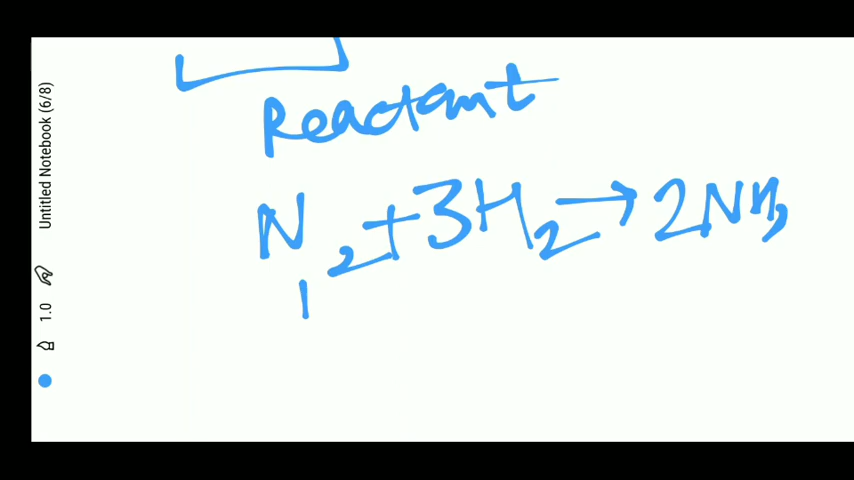 Untitled Notebook (6/8)
1.0
Reactant
N₂+3H₂→2NH₃
1